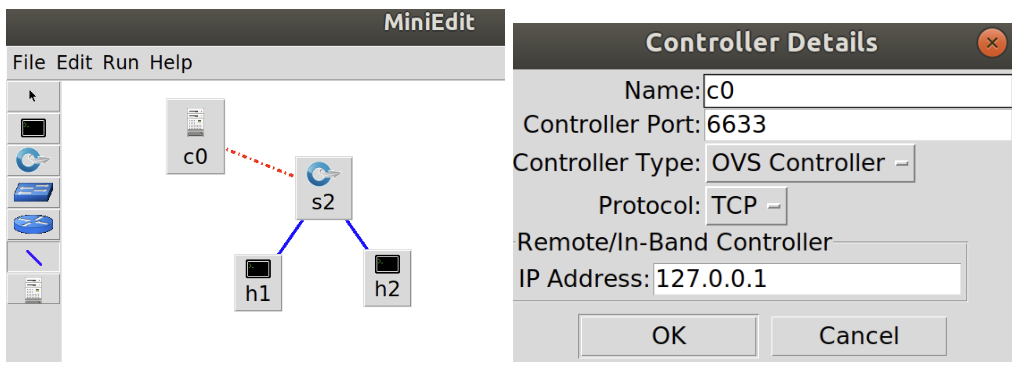 MiniEdit
File Edit Run Help
c0
s2
h1
h2
Controller Details
Name: c0
Controller Port: 6633
Controller Type: OVS Controller
Protocol: TCP
Remote/In-Band Controller
IP Address: 127.0.0.1
OK Cancel